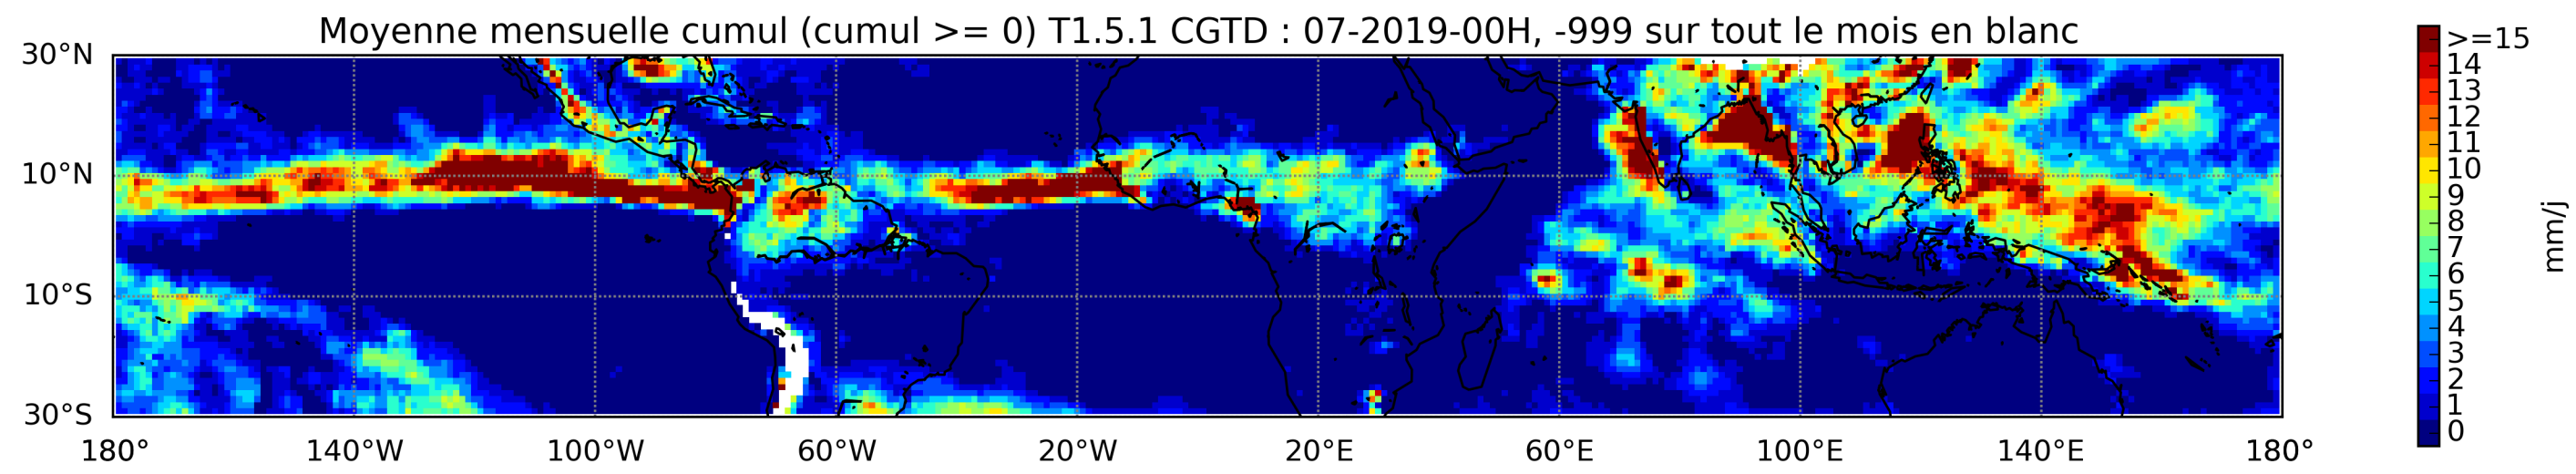 Moyenne mensuelle cumul (cumul >= 0) T1.5.1 CGTD : 07-2019-00H, -999 sur tout le mois en blanc
30°N
10°N
10°S
30°S
180° 140°W 100°W 60°W 20°W 20°E 60°E 100°E 140°E 180°
>=15
14
13
12
11
10
9
8
7
6
5
4
3
2
1
0
mm/j